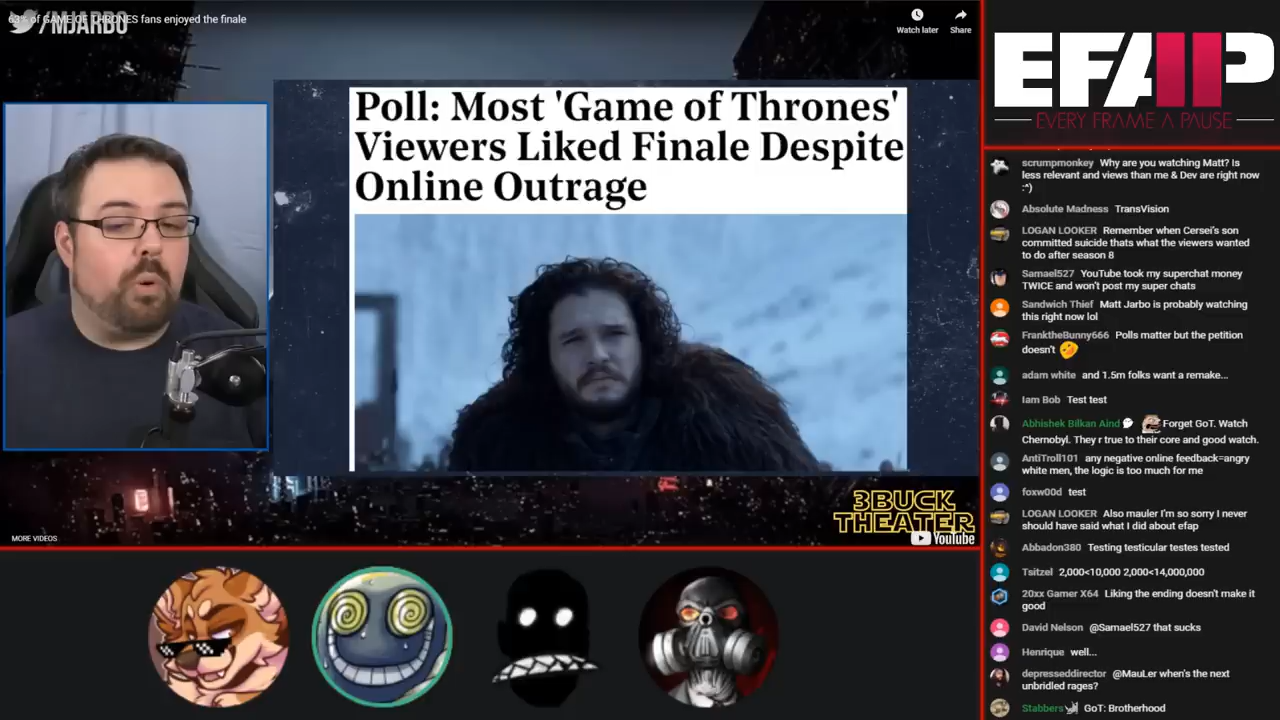 63% of GAME OF THRONES fans enjoyed the finale
/MJARBO
Watch later
Share
Poll: Most 'Game of Thrones'
Viewers Liked Finale Despite
Online Outrage
3BUCK
THEATER
YouTube
MORE VIDEOS
EFAP
EVERY FRAME A PAUSE
scrumpmonkey Why are you watching Matt? Is
less relevant and views than me & Dev are right now
:*)
Absolute Madness TransVision
LOGAN LOOKER Remember when Cersei's son
committed suicide thats what the viewers wanted
to do after season 8
Samael527 YouTube took my superchat money
TWICE and won't post my super chats
Sandwich Thief Matt Jarbo is probably watching
this right now lol
FranktheBunny666 Polls matter but the petition
doesn't
adam white and 1.5m folks want a remake...
Iam Bob Test test
Abhishek Bilkan Aind Forget GoT. Watch
Chernobyl. They r true to their core and good watch.
AntiTroll101 any negative online feedback=angry
white men, the logic is too much for me
foxw00d test
LOGAN LOOKER Also mauler I'm so sorry I never
should have said what I did about efap
Abbadon380 Testing testicular testes tested
Tsitzel 2,000<10,000 2,000<14,000,000
20xx Gamer X64 Liking the ending doesn't make it
good
David Nelson @Samael527 that sucks
Henrique well...
depresseddirector @MauLer when's the next
unbridled rages?
Stabbers GoT: Brotherhood